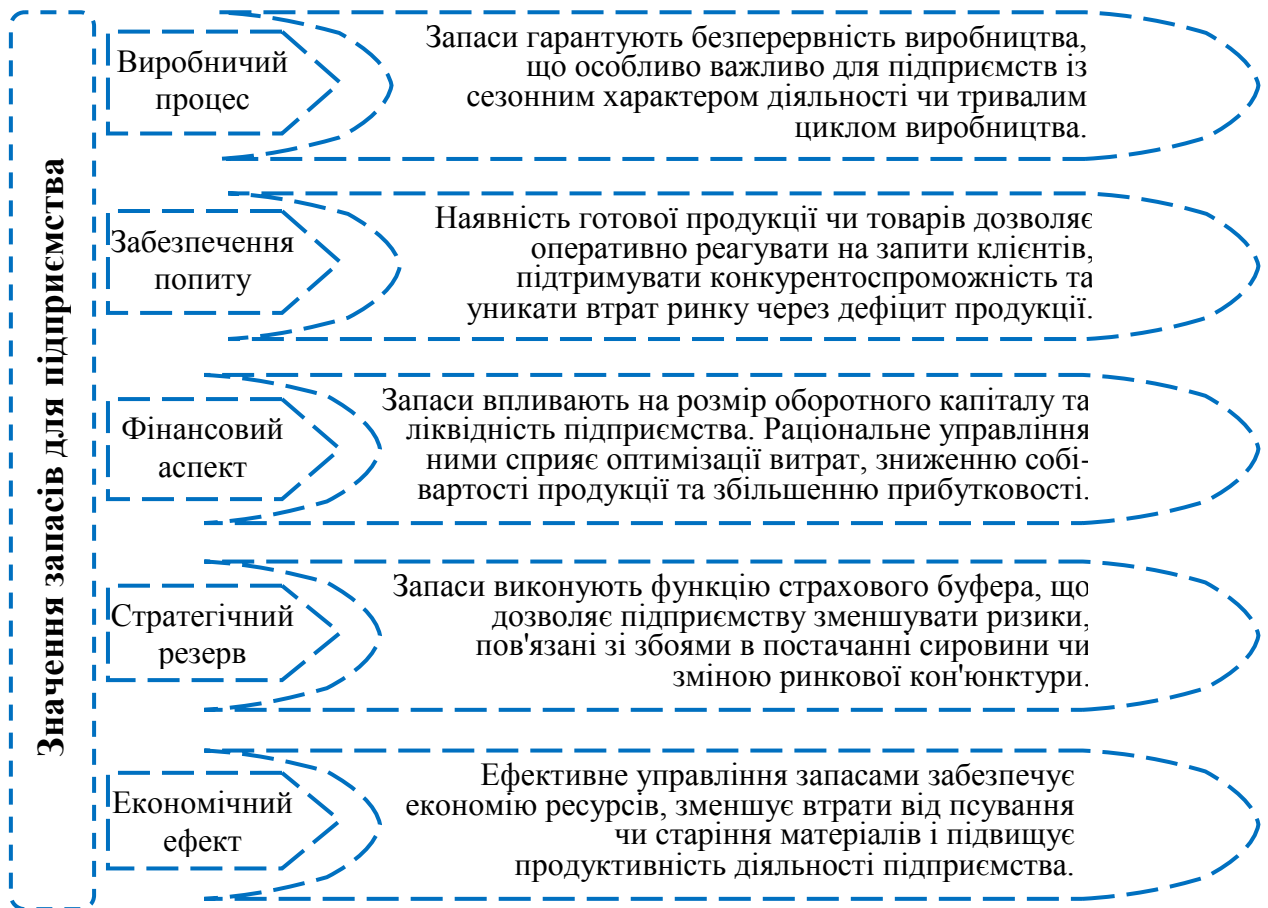 Значення запасів для підприємства
Виробничий
процес
Запаси гарантують безперервність виробництва,
що особливо важливо для підприємств із
сезонним характером діяльності чи тривалим
циклом виробництва.
Забезпечення
попиту
Наявність готової продукції чи товарів дозволяє
оперативно реагувати на запити клієнтів,
підтримувати конкурентоспроможність та
уникати втрат ринку через дефіцит продукції.
Фінансовий
аспект
Запаси впливають на розмір оборотного капіталу та
ліквідність підприємства. Раціональне управління
ними сприяє оптимізації витрат, зниженню собі-
вартості продукції та збільшенню прибутковості.
Стратегічний
резерв
Запаси виконують функцію страхового буфера, що
дозволяє підприємству зменшувати ризики,
пов'язані зі збоями в постачанні сировини чи
зміною ринкової кон'юнктури.
Економічний
ефект
Ефективне управління запасами забезпечує
економію ресурсів, зменшує втрати від псування
чи старіння матеріалів і підвищує
продуктивність діяльності підприємства.